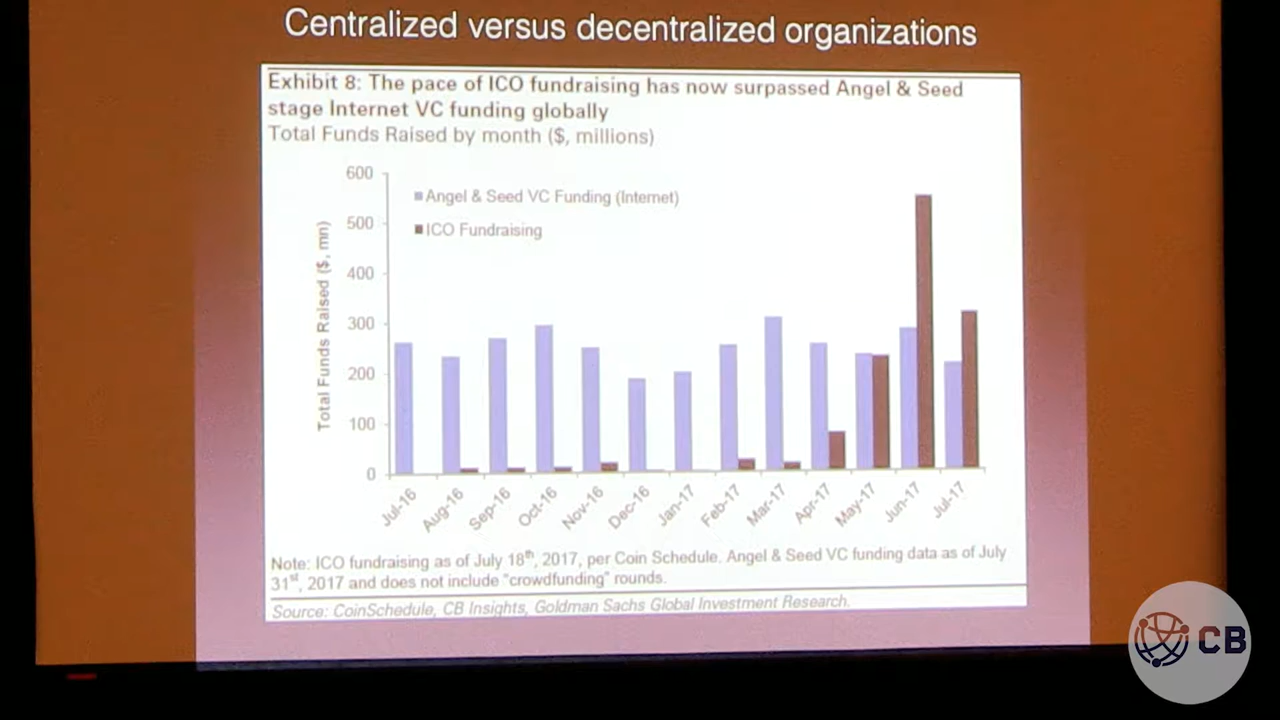 Centralized versus decentralized organizations
Exhibit 8: The pace of ICO fundraising has now surpassed Angel & Seed
stage Internet VC funding globally
Total Funds Raised by month ($, millions)
Total Funds Raised ($, mn)
600
500
400
300
200
100
0
Angel & Seed VC Funding (Internet)
ICO Fundraising
Jul-16
Aug-16
Sep-16
Oct-16
Nov-16
Dec-16
Jan-17
Feb-17
Mar-17
Apr-17
May-17
Jun-17
Jul-17
Note: ICO fundraising as of July 18th, 2017, per Coin Schedule. Angel & Seed VC funding data as of July
31st, 2017 and does not include "crowdfunding" rounds.
Source: CoinSchedule, CB Insights, Goldman Sachs Global Investment Research.
CB